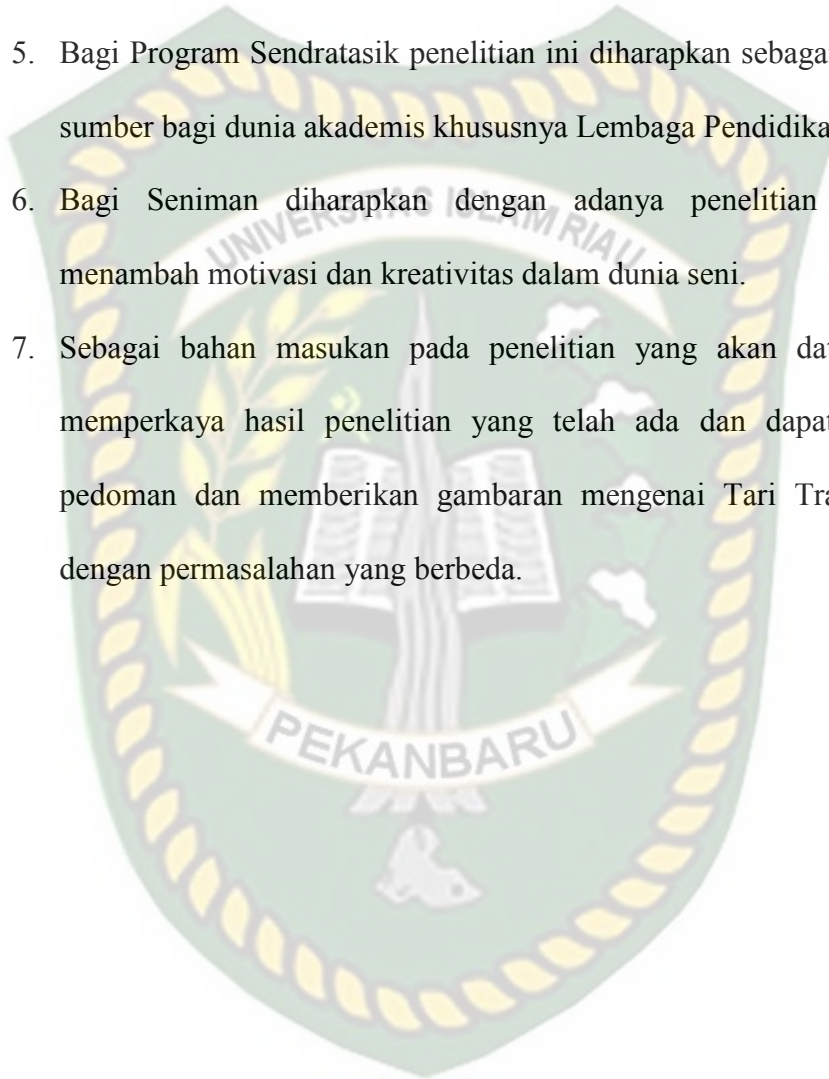 5. Bagi Program Sendratasik penelitian ini diharapkan sebaga
sumber bagi dunia akademis khususnya Lembaga Pendidika
6. Bagi Seniman diharapkan dengan adanya penelitian
UNIVERSITAS ISLAM RIAU
menambah motivasi dan kreativitas dalam dunia seni.
7. Sebagai bahan masukan pada penelitian yang akan dat
memperkaya hasil penelitian yang telah ada dan dapat
pedoman dan memberikan gambaran mengenai Tari Tra
dengan permasalahan yang berbeda.
PEKANBARU